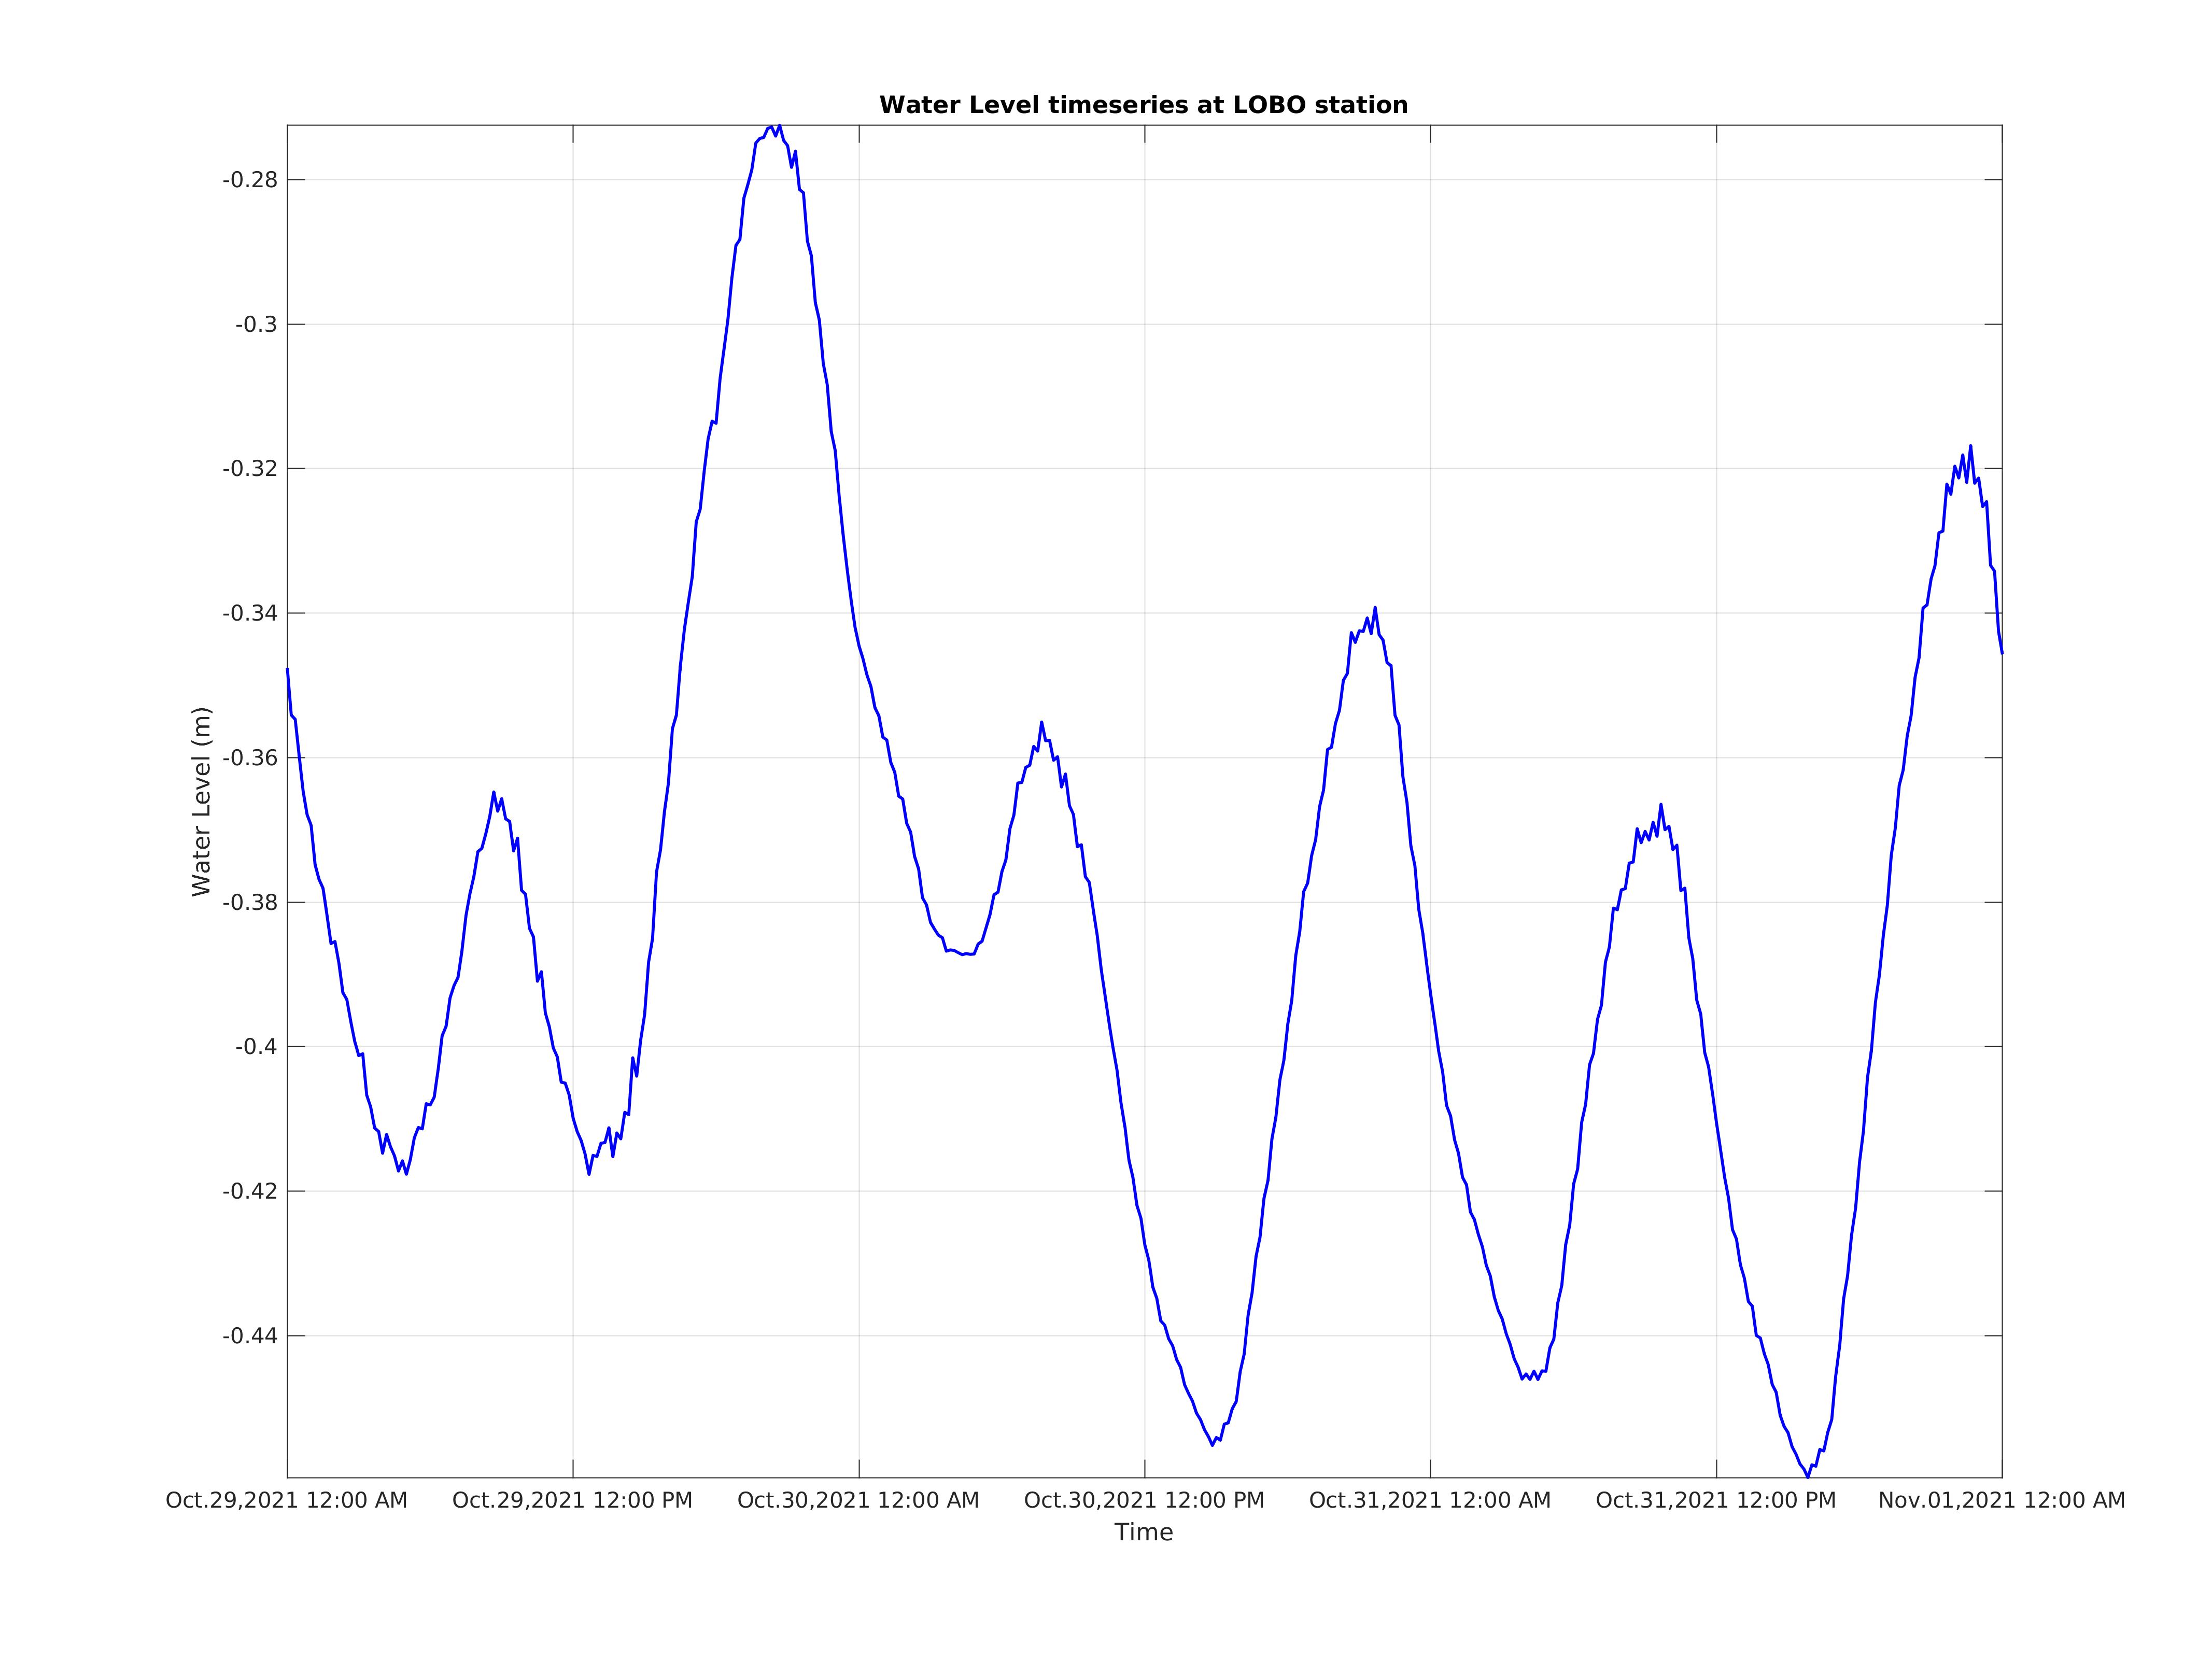 Water Level timeseries at LOBO station
-0.28
-0.3
-0.32
-0.34
-0.36
-0.38
-0.4
-0.42
-0.44
Water Level (m)
Oct.29,2021 12:00 AM Oct.29,2021 12:00 PM Oct.30,2021 12:00 AM Oct.30,2021 12:00 PM Oct.31,2021 12:00 AM Oct.31,2021 12:00 PM Nov.01,2021 12:00 AM
Time